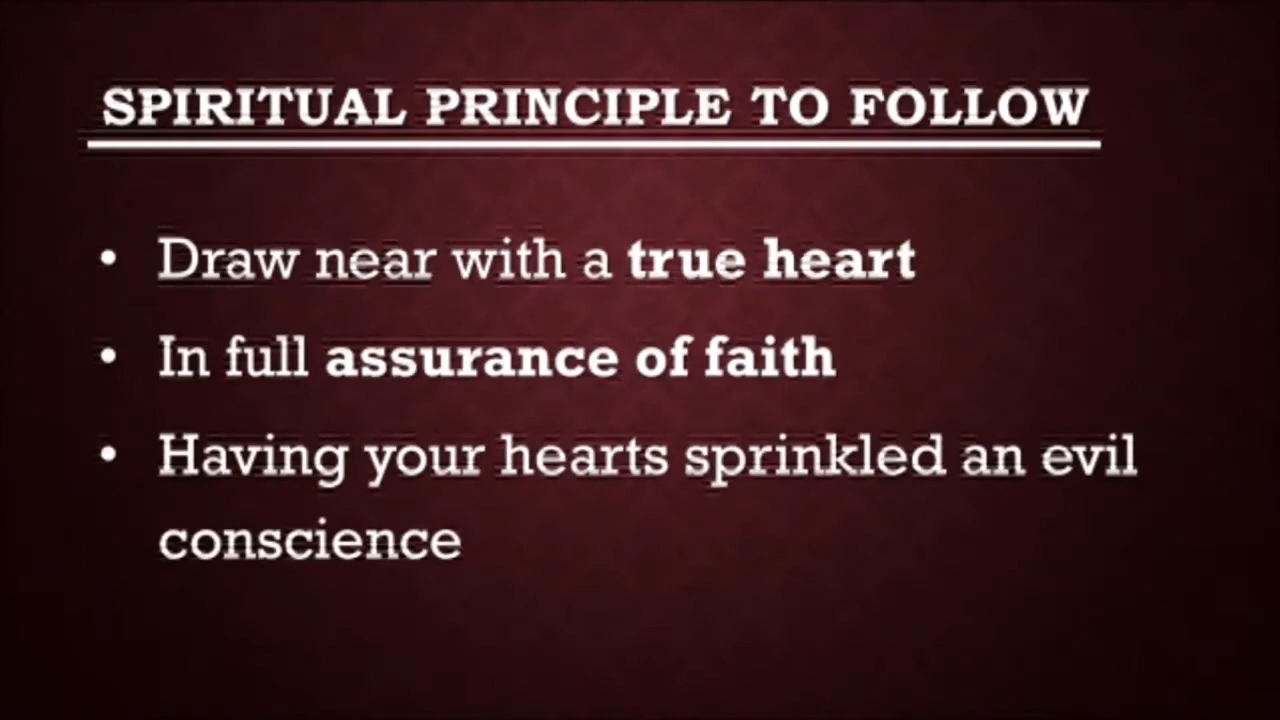 SPIRITUAL PRINCIPLE TO FOLLOW
• Draw near with a true heart
• In full assurance of faith
• Having your hearts sprinkled an evil
conscience